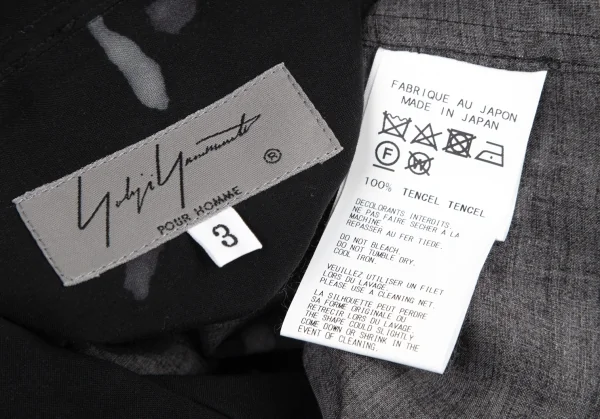 Yohji Yamamoto ®
POUR HOMME
3
FABRIQUE AU JAPON
MADE IN JAPAN
F W
100% TENCEL TENCEL
DECOLORANTS INTERDITS.
NE PAS FAIRE SECHER A LA
MACHINE
REPASSER AU FER TIEDE.
DO NOT BLEACH.
DO NOT TUMBLE DRY.
COOL IRON.
VEUILLEZ UTILISER UN FILET
LORS DU LAVAGE.
PLEASE USE A CLEANING NET.
LA SILHOUETTE PEUT PERDRE
SA FORME ORIGINALE OU
RETRECIR LORS DU LAVAGE.
THE SHAPE COULD SLIGHTLY
COME DOWN OR SHRINK IN THE
EVENT OF CLEANING.